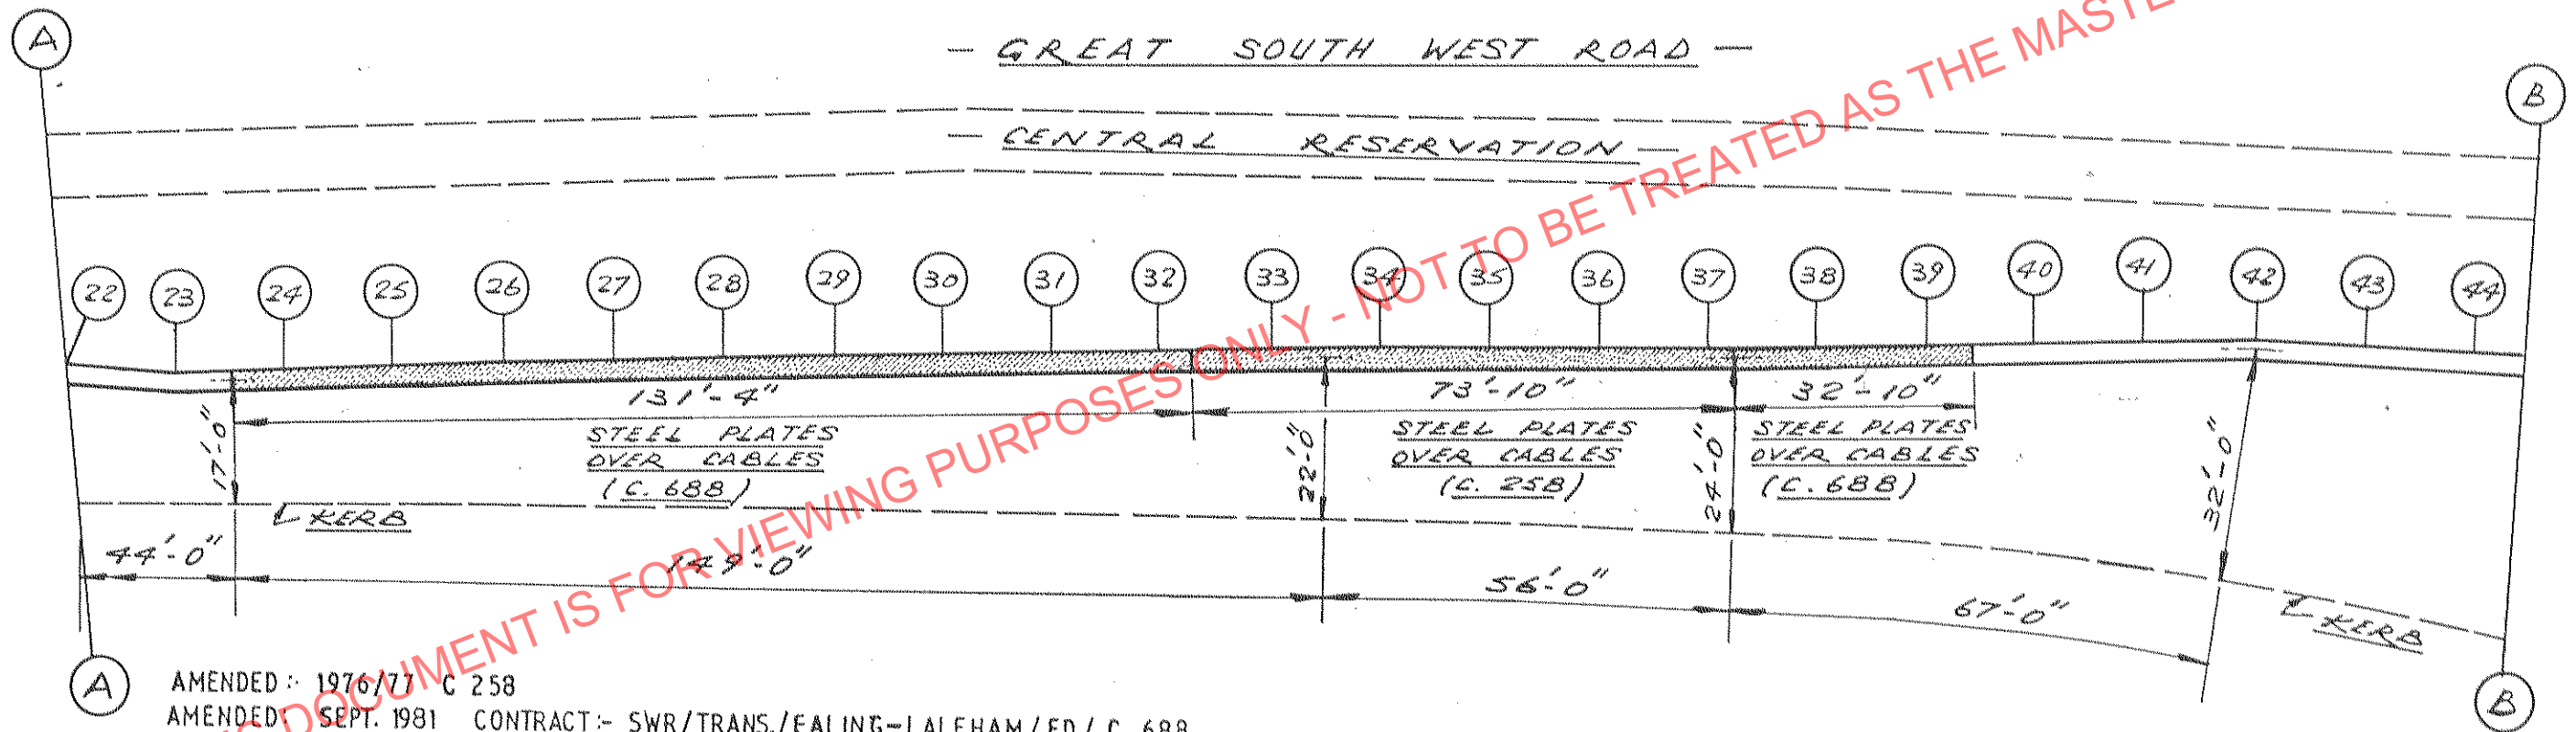 A
— GREAT SOUTH WEST ROAD —
B
— CENTRAL RESERVATION —
22 23 24 25 26 27 28 29 30 31 32 33 34 35 36 37 38 39 40 41 42 43 44
131'-4"
73'-10"
32'-10"
STEEL PLATES
OVER CABLES
(C. 688)
STEEL PLATES
OVER CABLES
(C. 258)
STEEL PLATES
OVER CABLES
(C. 688)
17'-0"
22'-0"
24'-0"
32'-0"
KERB
44'-0"
149'-0"
56'-0"
67'-0"
KERB
A
B
AMENDED:- 1976/77 C 258
AMENDED: SEPT. 1981 CONTRACT:- SWR/TRANS./EALING-LALEHAM/ED/C 688
DOCUMENT IS FOR VIEWING PURPOSES ONLY - NOT TO BE TREATED AS THE MASTE